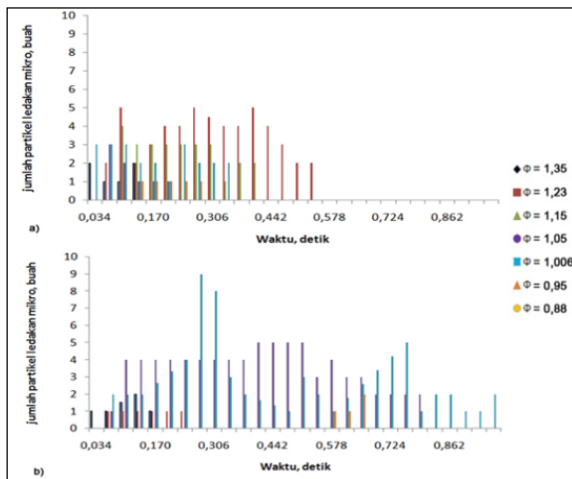 10
9
8
7
6
5
4
3
2
1
0
jumlah partikel ledakan mikro, buah
0,034 0,170 0,306 0,442 0,578 0,724 0,862
a)
Waktu, detik
10
9
8
7
6
5
4
3
2
1
0
jumlah partikel ledakan mikro, buah
0,034 0,170 0,306 0,442 0,578 0,724 0,862
b)
Waktu, detik
Φ = 1,35
Φ = 1,23
Φ = 1,15
Φ = 1,05
Φ = 1,006
Φ = 0,95
Φ = 0,88